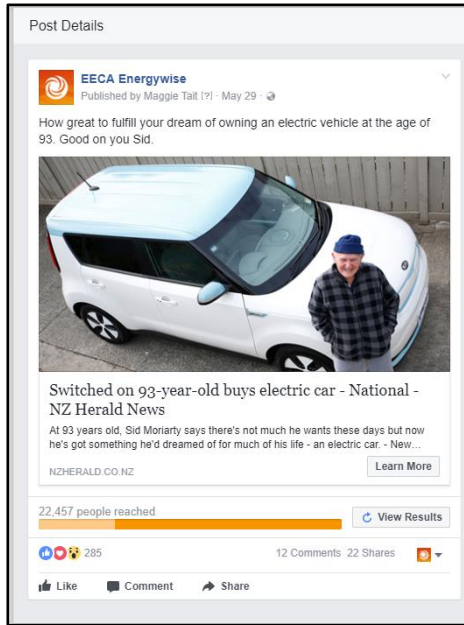 Post Details
EECA Energywise
Published by Maggie Tait [?] · May 29 ·
How great to fulfill your dream of owning an electric vehicle at the age of
93. Good on you Sid.
Switched on 93-year-old buys electric car - National -
NZ Herald News
At 93 years old, Sid Moriarty says there's not much he wants these days but now
he's got something he'd dreamed of for much of his life - an electric car. - New...
NZHERALD.CO.NZ
Learn More
22,457 people reached
View Results
285
12 Comments 22 Shares
Like Comment Share